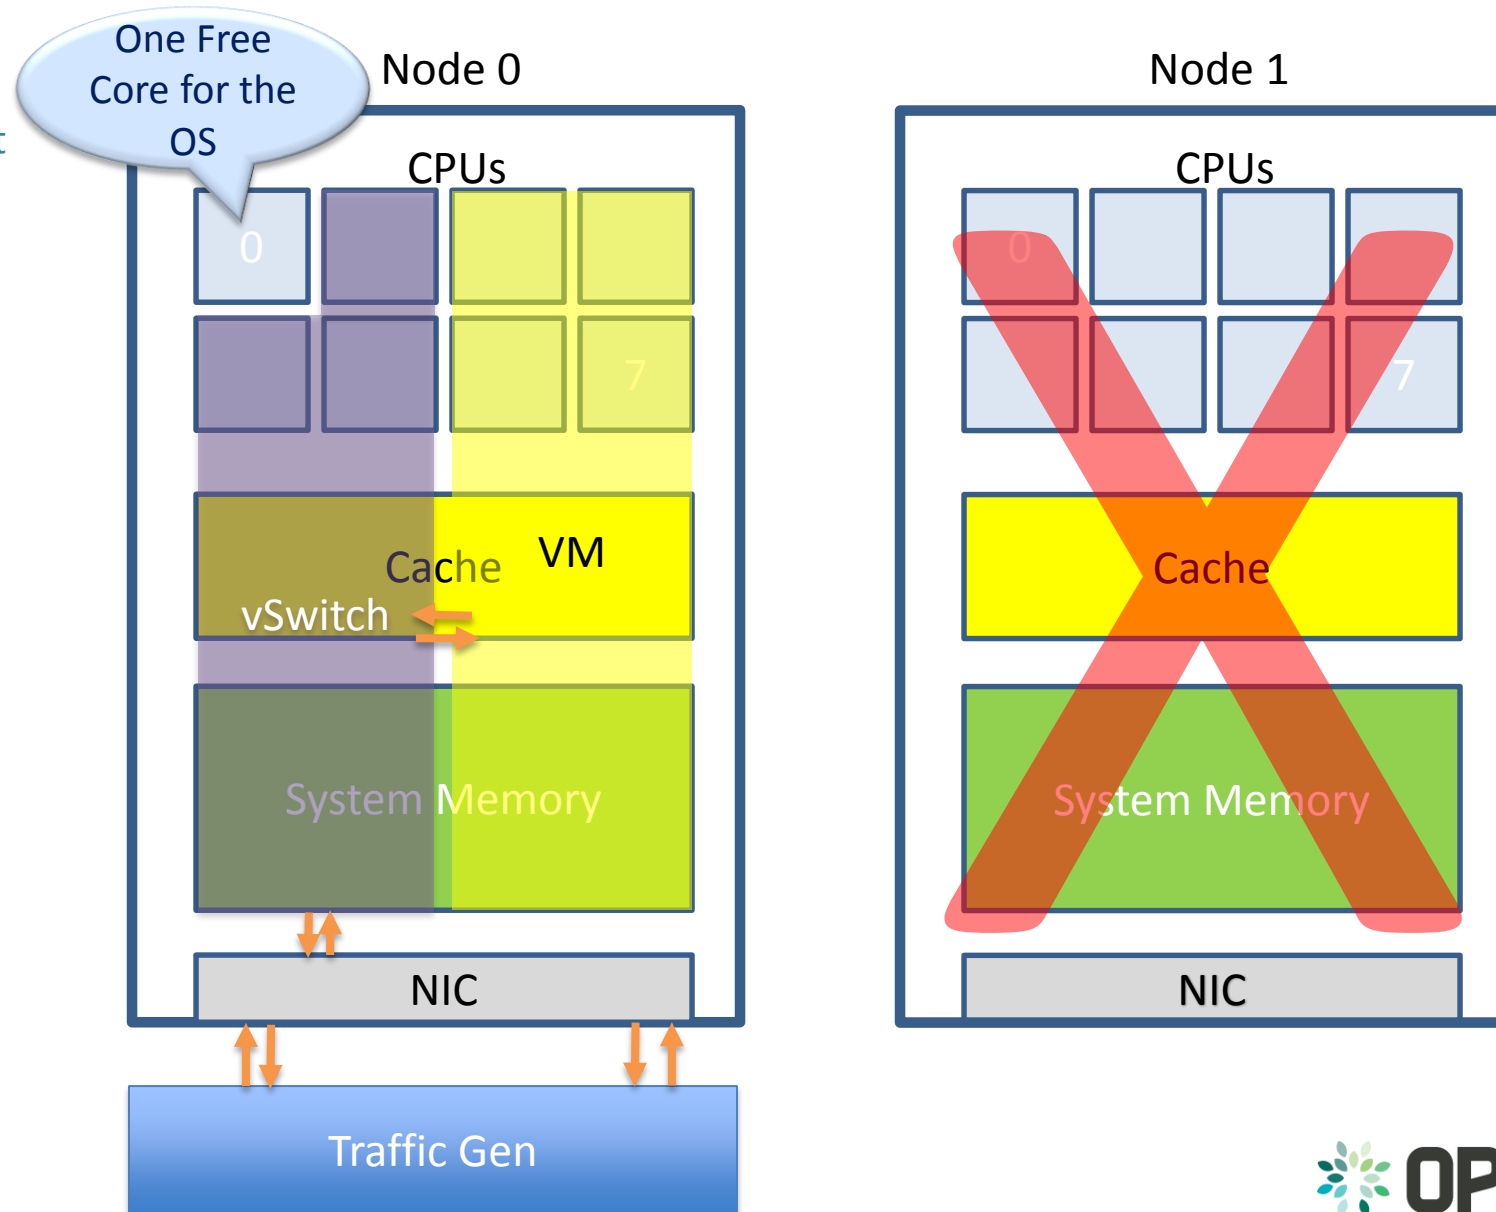 One Free
Core for the
OS
t
Node 0
CPUs
0
7
Cache
VM
vSwitch
System Memory
NIC
Traffic Gen
Node 1
CPUs
0
7
Cache
System Memory
NIC
OP